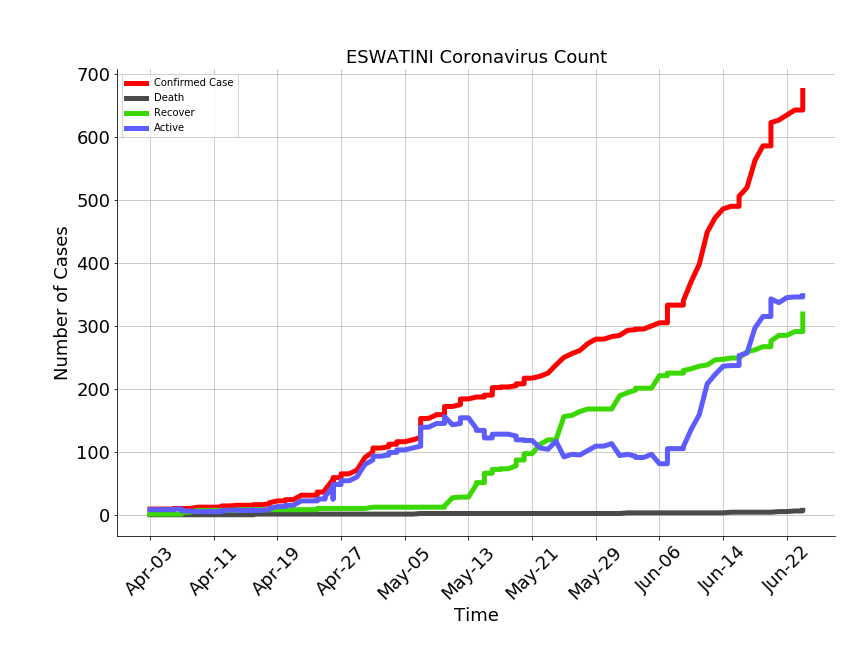 ESWATINI Coronavirus Count
700
600
500
400
300
200
100
0
Number of Cases
Confirmed Case
Death
Recover
Active
Apr-03
Apr-11
Apr-19
Apr-27
May-05
May-13
May-21
May-29
Jun-06
Jun-14
Jun-22
Time